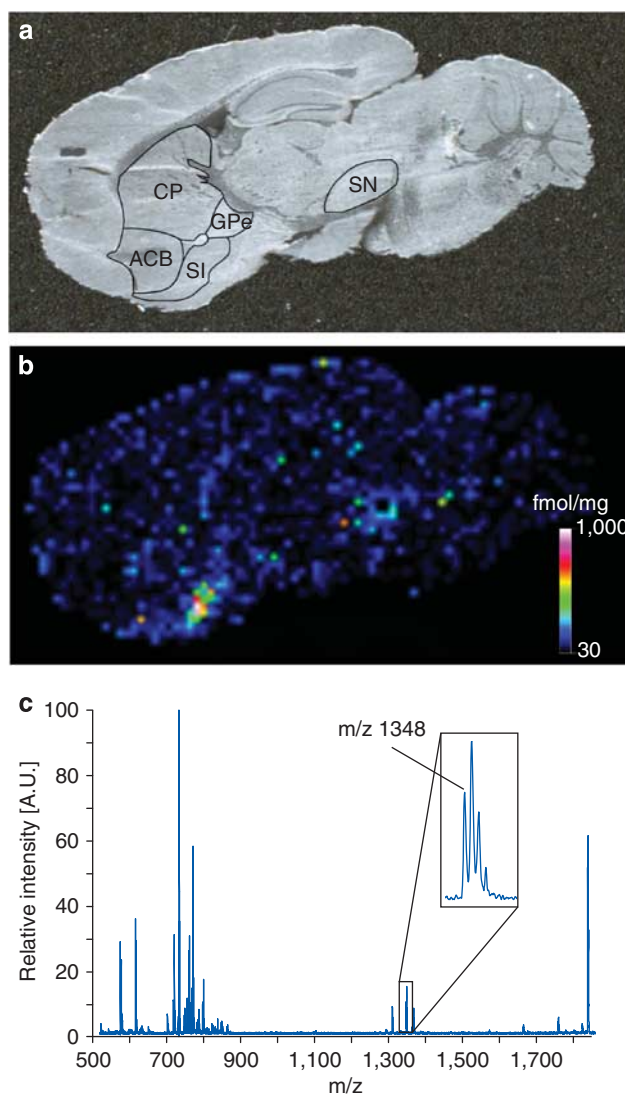 a
CP
GPe
SN
ACB
SI
b
fmol/mg
1,000
30
c
100
80
60
40
20
0
Relative intensity [A.U.]
m/z 1348
500 700 900 1,100 1,300 1,500 1,700
m/z